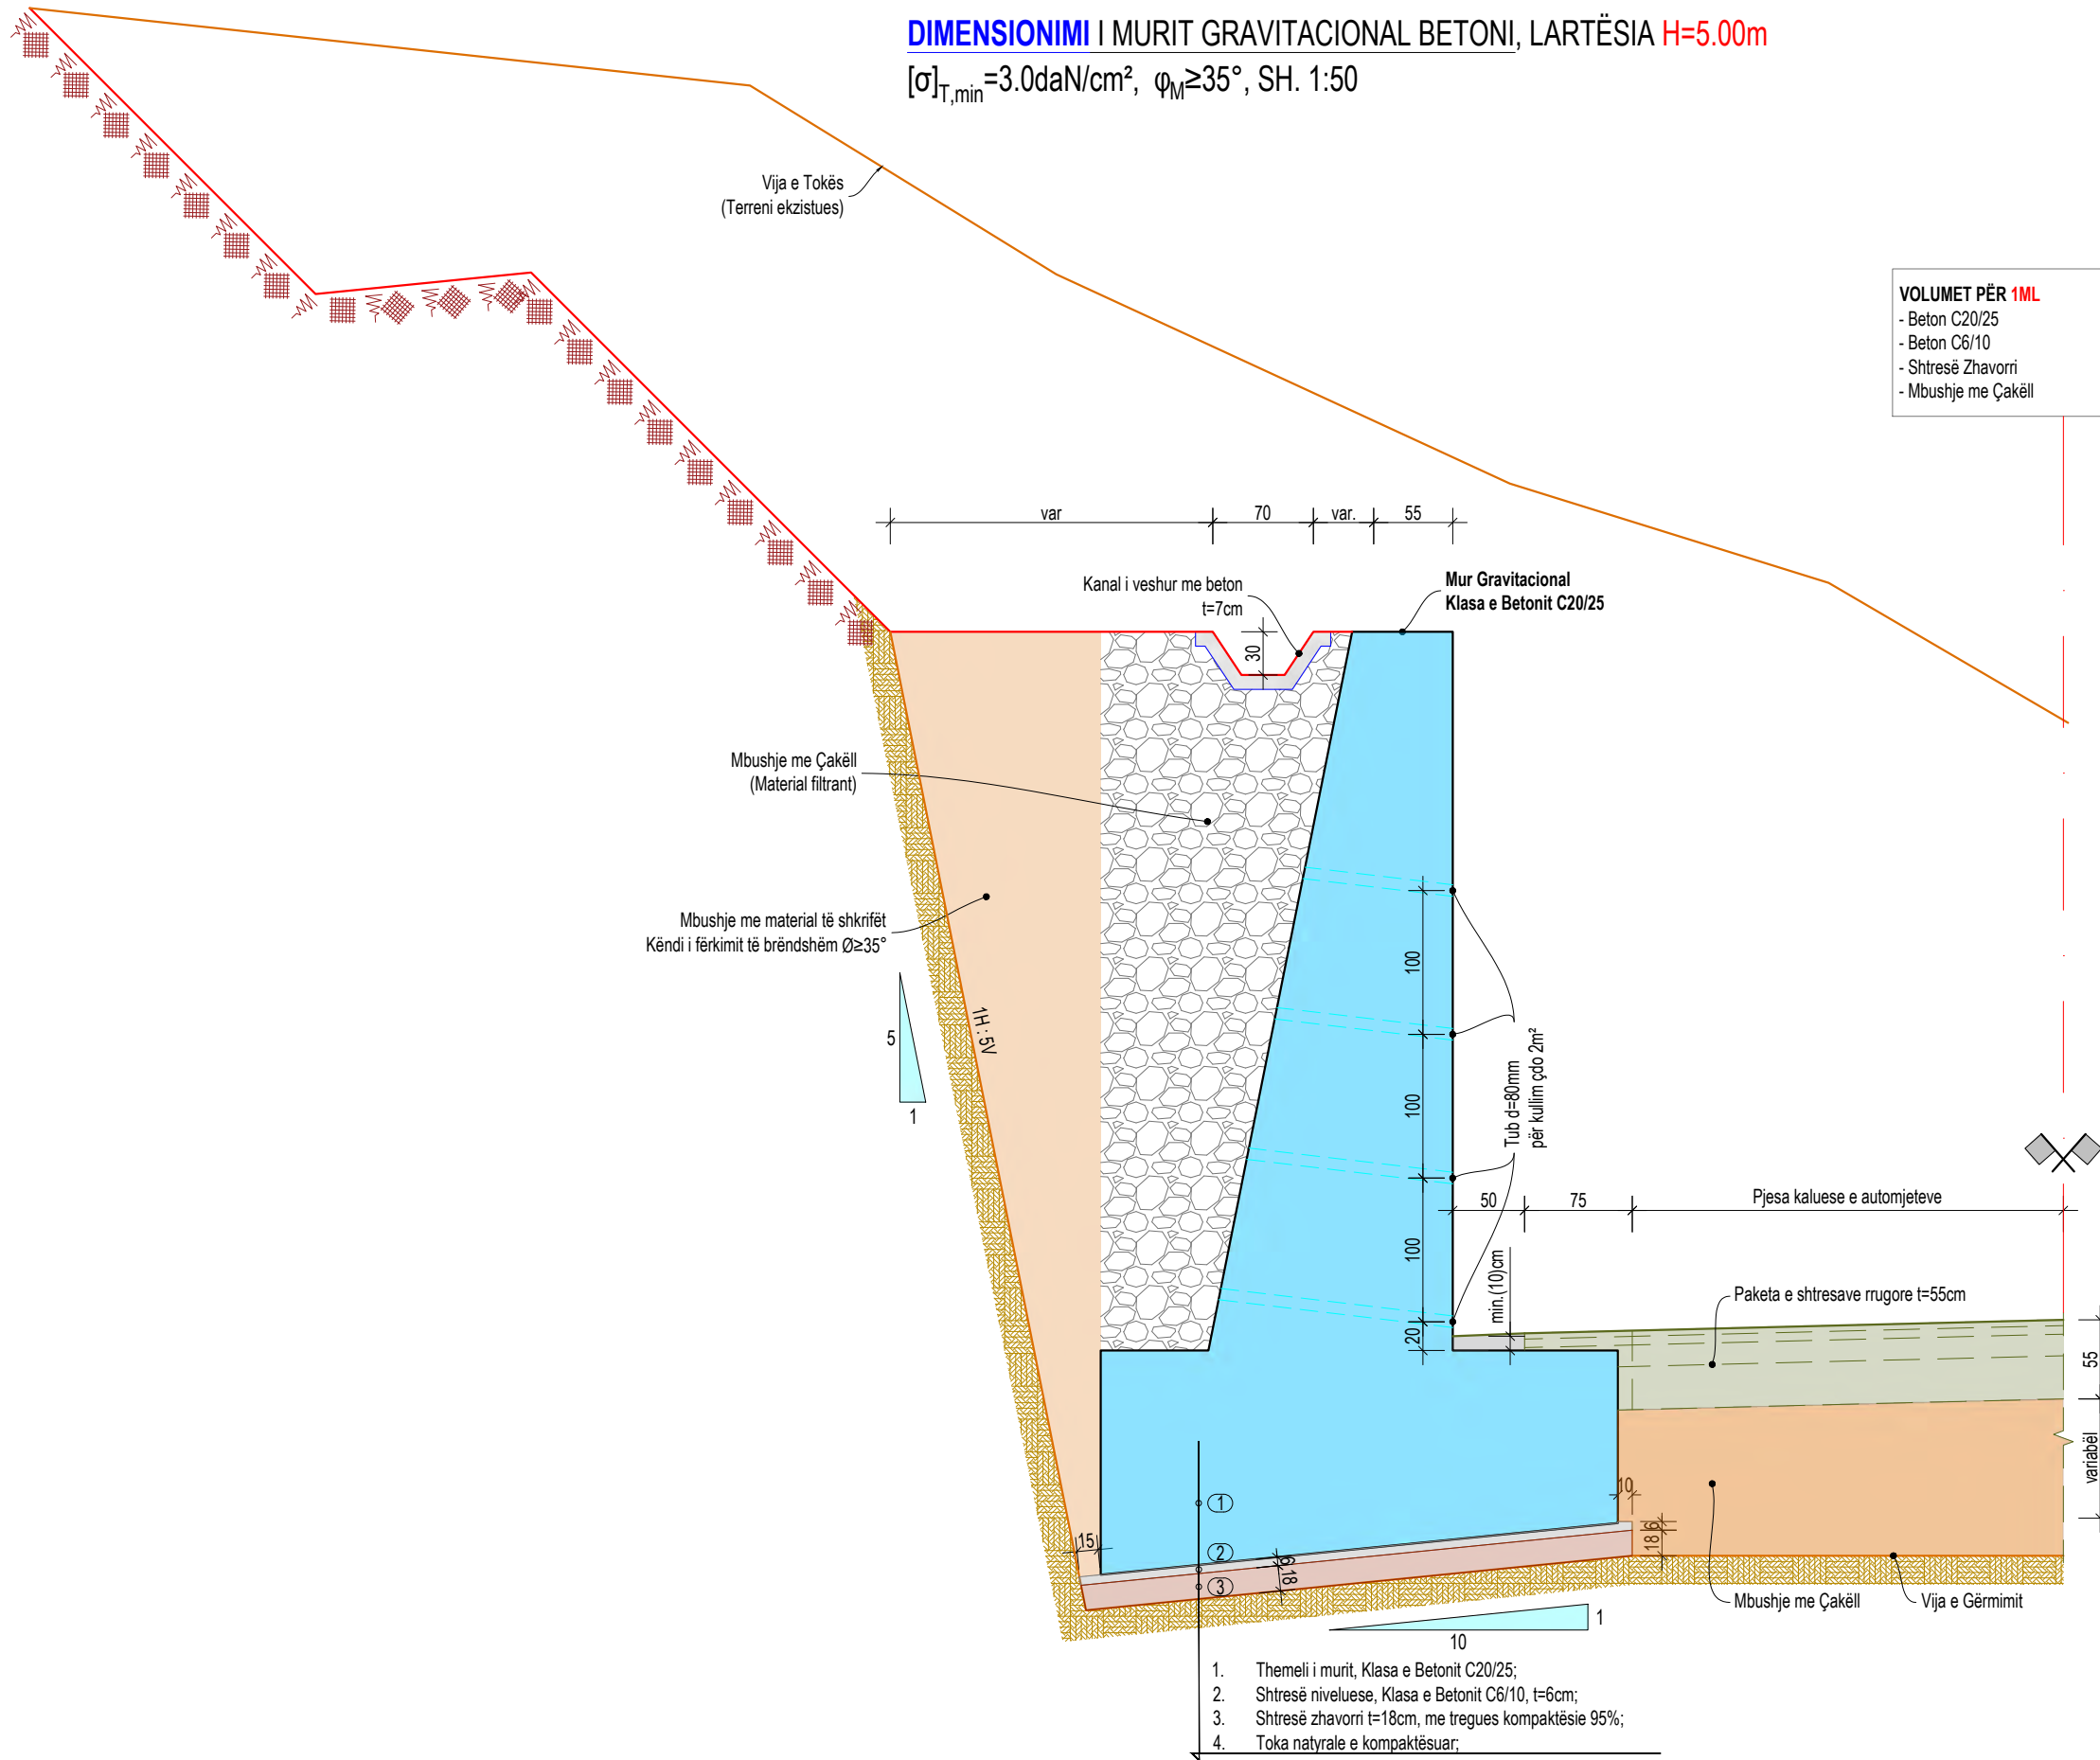 DIMENSIONIMI I MURIT GRAVITACIONAL BETONI, LARTËSIA H=5.00m
[σ]T,min=3.0daN/cm², φM≥35°, SH. 1:50
Vija e Tokës
(Terreni ekzistues)
VOLUMET PËR 1ML
- Beton C20/25
- Beton C6/10
- Shtresë Zhavorri
- Mbushje me Çakëll
var
70
var.
55
Kanal i veshur me beton
t=7cm
30
Mur Gravitacional
Klasa e Betonit C20/25
Mbushje me Çakëll
(Material filtrant)
Mbushje me material të shkrifët
Këndi i fërkimit të brëndshëm Ø≥35°
5
1
1H : 5V
100
100
100
20
Tub d=80mm
për kullim çdo 2m²
50
75
Pjesa kaluese e automjeteve
min.(10)cm
Paketa e shtresave rrugore t=55cm
55
variabël
10
6
18
15
1
2
3
6
18
Mbushje me Çakëll
Vija e Gërmimit
1
10
1. Themeli i murit, Klasa e Betonit C20/25;
2. Shtresë niveluese, Klasa e Betonit C6/10, t=6cm;
3. Shtresë zhavorri t=18cm, me tregues kompaktësie 95%;
4. Toka natyrale e kompaktësuar;